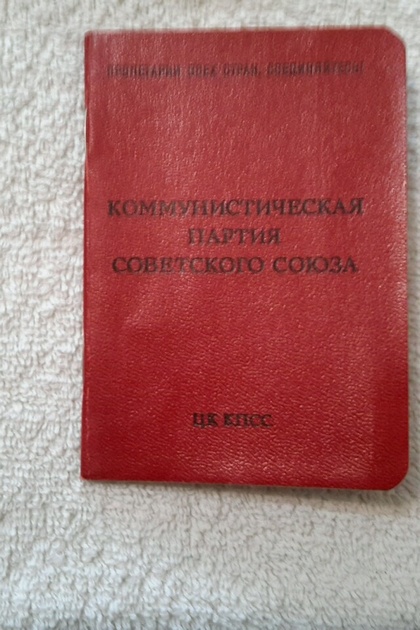 ПРОЛЕТАРИИ ВСЕХ СТРАН, СОЕДИНЯЙТЕСЬ!
КОММУНИСТИЧЕСКАЯ
ПАРТИЯ
СОВЕТСКОГО СОЮЗА
ЦК КПСС